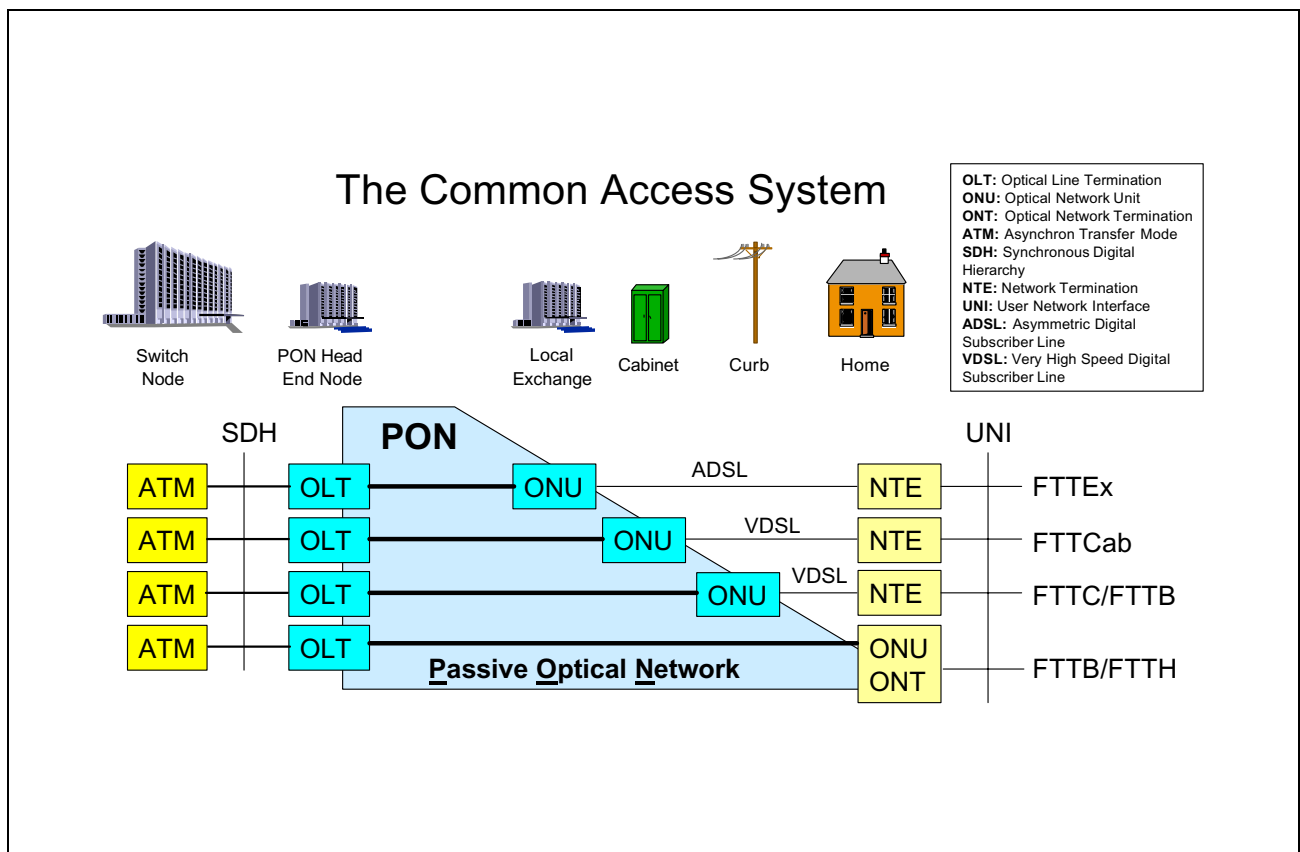 The Common Access System
OLT: Optical Line Termination
ONU: Optical Network Unit
ONT: Optical Network Termination
ATM: Asynchron Transfer Mode
SDH: Synchronous Digital
Hierarchy
NTE: Network Termination
UNI: User Network Interface
ADSL: Asymmetric Digital
Subscriber Line
VDSL: Very High Speed Digital
Subscriber Line
Switch
Node
PON Head
End Node
Local
Exchange
Cabinet
Curb
Home
SDH
PON
UNI
ATM OLT ONU ADSL NTE FTTEx
ATM OLT ONU VDSL NTE FTTCab
ATM OLT ONU VDSL NTE FTTC/FTTB
ATM OLT ONU
ONT FTTB/FTTH
Passive Optical Network